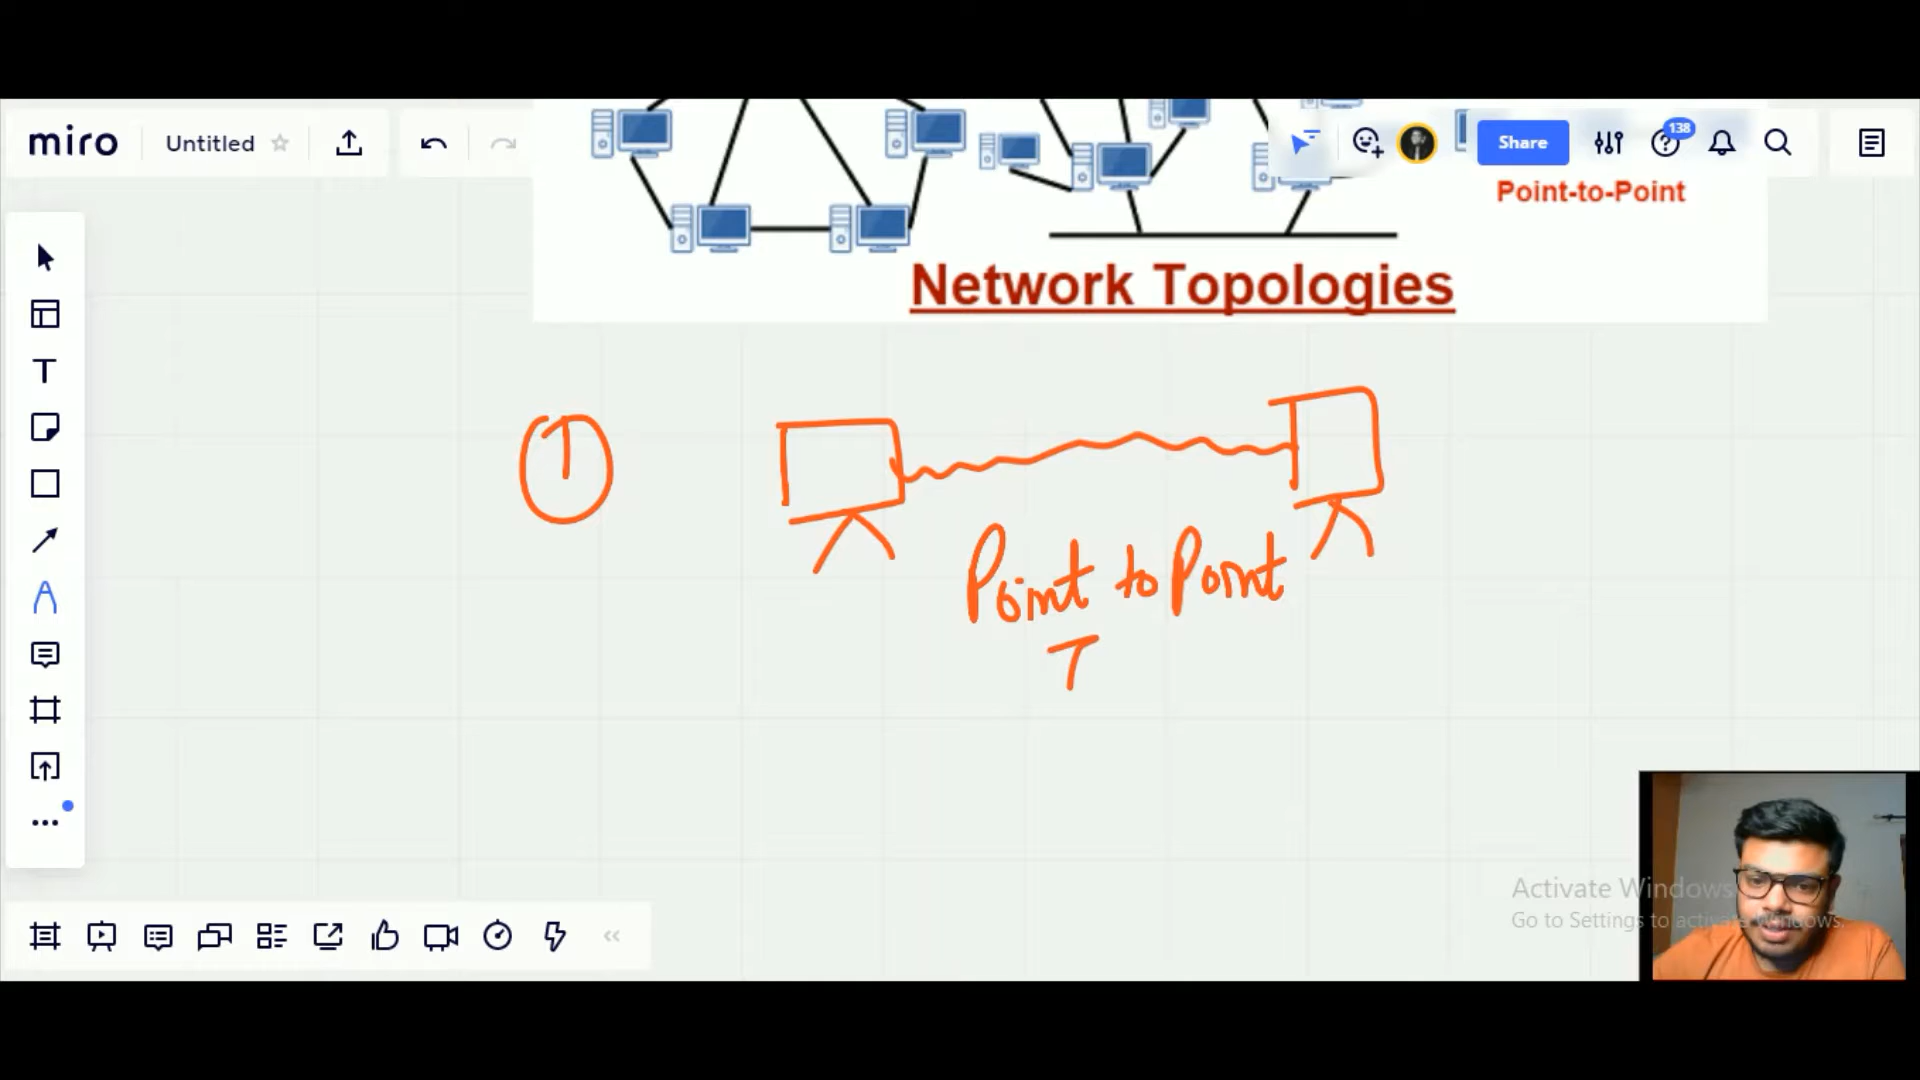 miro
Untitled
138
Share
Point-to-Point
Network Topologies
1
Point to Point
T
T
Activate Windows
Go to Settings to activate Windows.